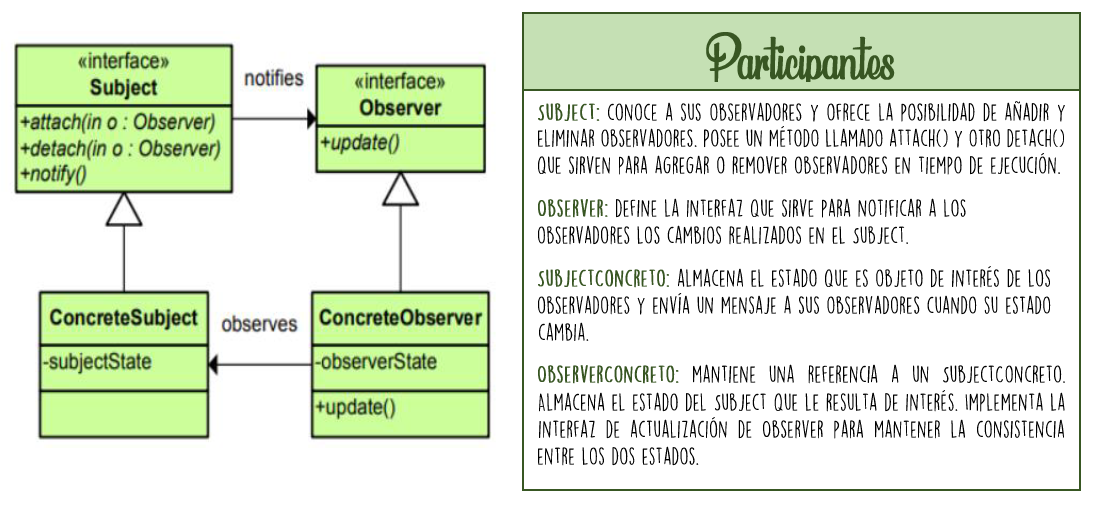 «interface»
Subject
+attach(in o : Observer)
+detach(in o : Observer)
+notify()
notifies
«interface»
Observer
+update()
ConcreteSubject
-subjectState
observes
ConcreteObserver
-observerState
+update()
Participantes
SUBJECT: CONOCE A SUS OBSERVADORES Y OFRECE LA POSIBILIDAD DE AÑADIR Y
ELIMINAR OBSERVADORES. POSEE UN MÉTODO LLAMADO ATTACH() Y OTRO DETACH()
QUE SIRVEN PARA AGREGAR O REMOVER OBSERVADORES EN TIEMPO DE EJECUCIÓN.
OBSERVER: DEFINE LA INTERFAZ QUE SIRVE PARA NOTIFICAR A LOS
OBSERVADORES LOS CAMBIOS REALIZADOS EN EL SUBJECT.
SUBJECTCONCRETO: ALMACENA EL ESTADO QUE ES OBJETO DE INTERÉS DE LOS
OBSERVADORES Y ENVÍA UN MENSAJE A SUS OBSERVADORES CUANDO SU ESTADO
CAMBIA.
OBSERVERCONCRETO: MANTIENE UNA REFERENCIA A UN SUBJECTCONCRETO.
ALMACENA EL ESTADO DEL SUBJECT QUE LE RESULTA DE INTERÉS. IMPLEMENTA LA
INTERFAZ DE ACTUALIZACIÓN DE OBSERVER PARA MANTENER LA CONSISTENCIA
ENTRE LOS DOS ESTADOS.